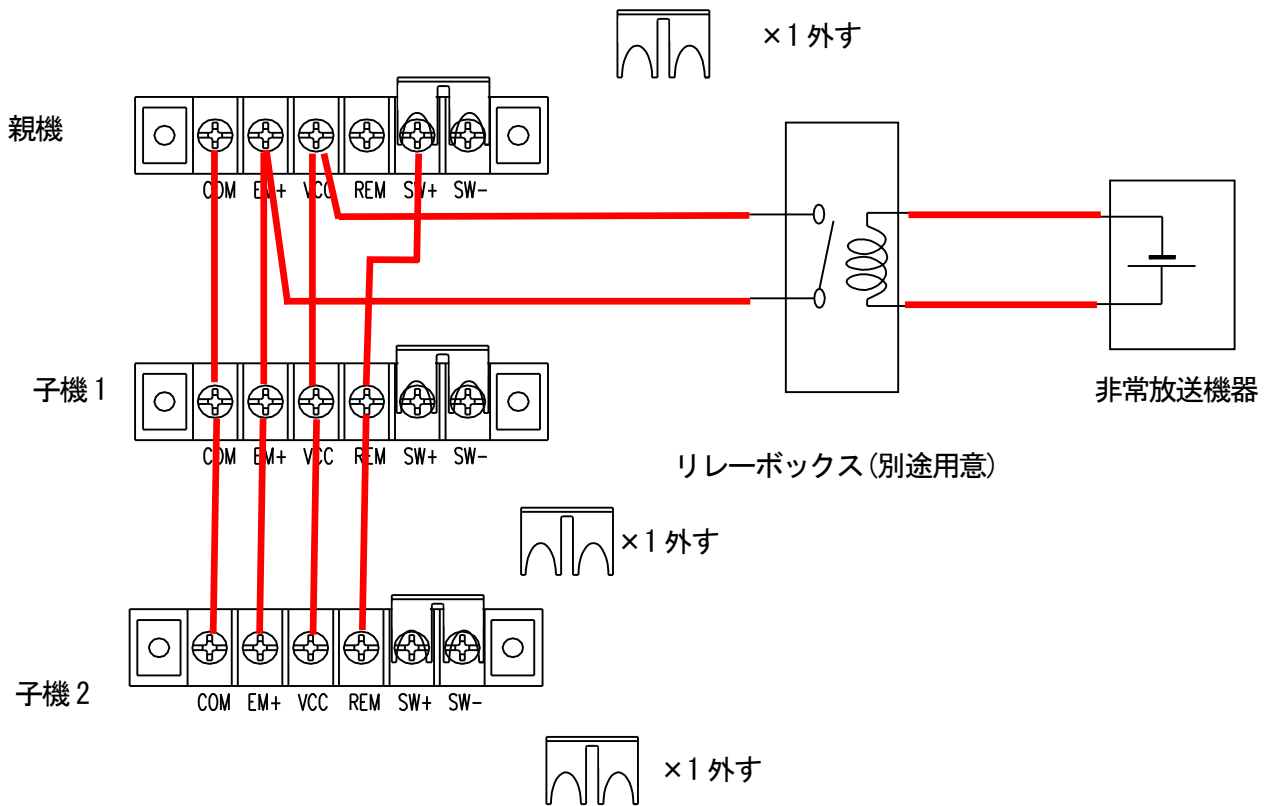 ×1外す
親機
COM EM+ VCC REM SW+ SW-
子機1
COM EM+ VCC REM SW+ SW-
非常放送機器
リレーボックス(別途用意)
×1外す
子機2
COM EM+ VCC REM SW+ SW-
×1外す